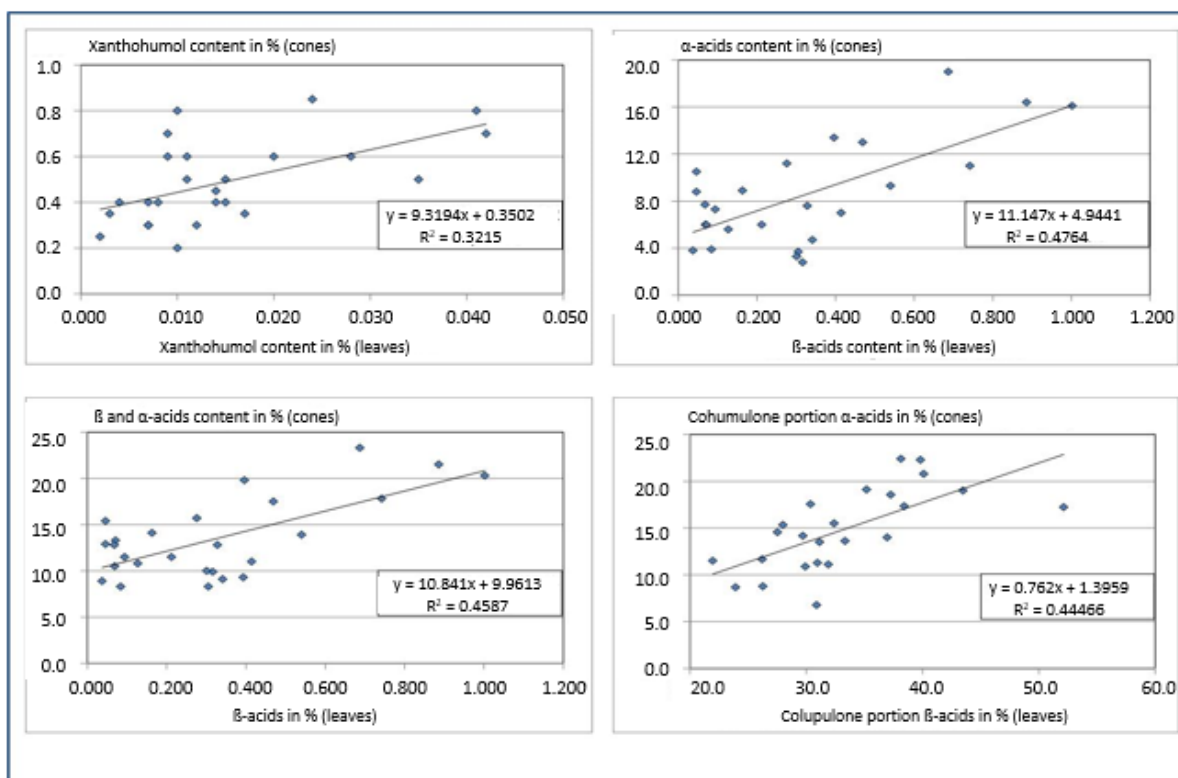 Xanthohumol content in % (cones)
1.0
0.8
0.6
0.4
0.2
0.0
y = 9.3194x + 0.3502
R² = 0.3215
0.000 0.010 0.020 0.030 0.040 0.050
Xanthohumol content in % (leaves)
α-acids content in % (cones)
20.0
16.0
12.0
8.0
4.0
0.0
y = 11.147x + 4.9441
R² = 0.4764
0.000 0.200 0.400 0.600 0.800 1.000 1.200
ß-acids content in % (leaves)
ß and α-acids content in % (cones)
25.0
20.0
15.0
10.0
5.0
0.0
y = 10.841x + 9.9613
R² = 0.4587
0.000 0.200 0.400 0.600 0.800 1.000 1.200
ß-acids in % (leaves)
Cohumulone portion α-acids in % (cones)
25.0
20.0
15.0
10.0
5.0
0.0
y = 0.762x + 1.3959
R² = 0.44466
20.0 30.0 40.0 50.0 60.0
Colupulone portion ß-acids in % (leaves)